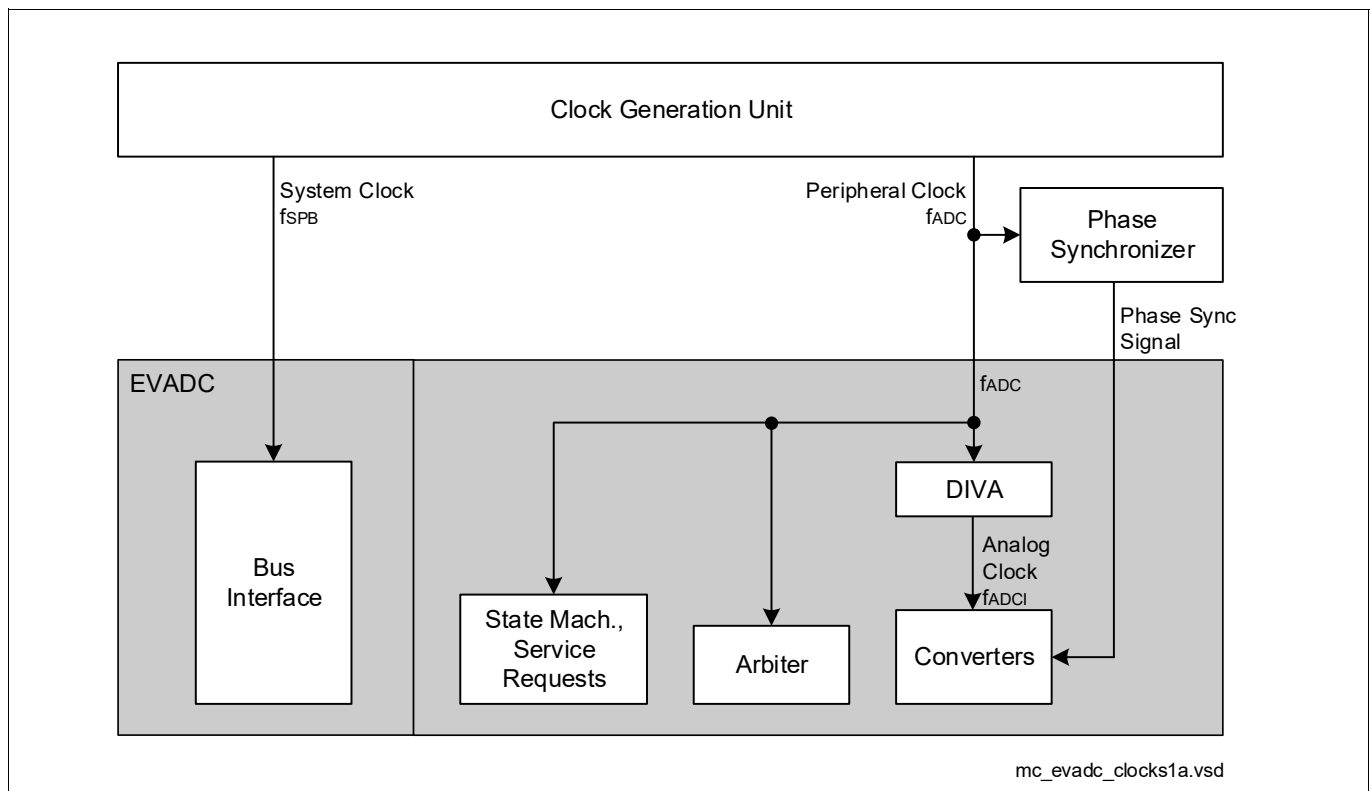 Clock Generation Unit
System Clock
fSPB
Peripheral Clock
fADC
Phase
Synchronizer
Phase Sync
Signal
EVADC
fADC
DIVA
Analog
Clock
fADCI
Bus
Interface
State Mach.,
Service
Requests
Arbiter
Converters
mc_evadc_clocks1a.vsd